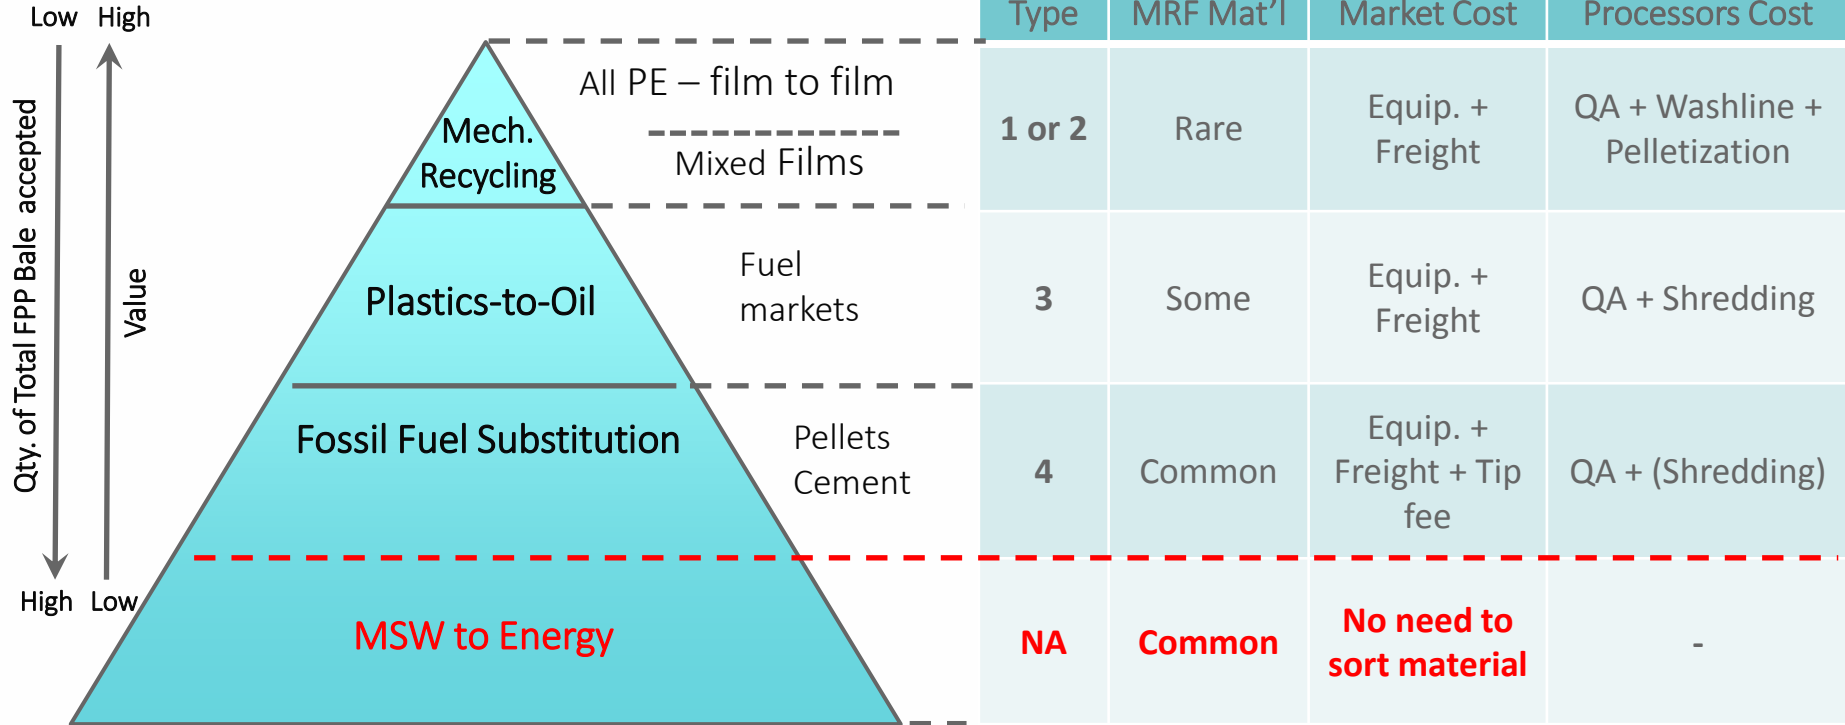 Low High
Qty. of Total FPP Bale accepted
Value
High Low
Mech.
Recycling
Plastics-to-Oil
Fossil Fuel Substitution
MSW to Energy
All PE – film to film
Mixed Films
Fuel
markets
Pellets
Cement
Type MRF Mat'l Market Cost Processors Cost
1 or 2
Rare
Equip. +
Freight
QA + Washline +
Pelletization
3
Some
Equip. +
Freight
QA + Shredding
4
Common
Equip. +
Freight + Tip
fee
QA + (Shredding)
NA
Common
No need to
sort material
-